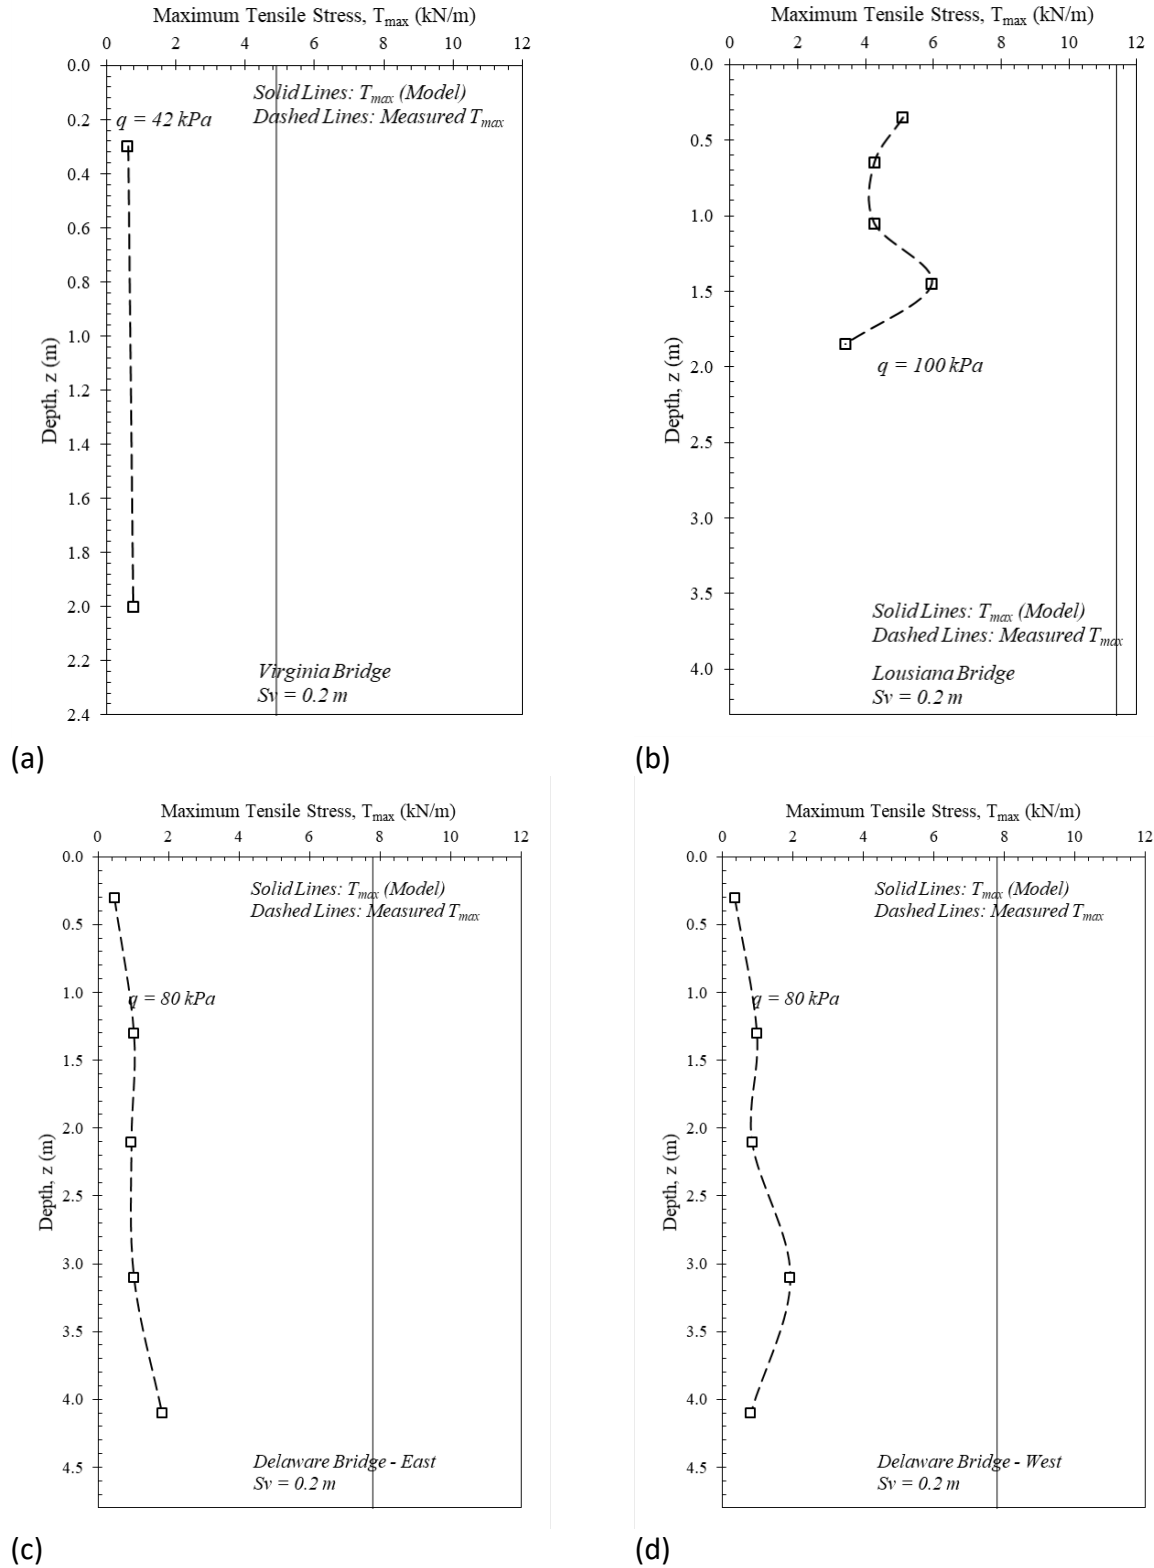 Maximum Tensile Stress, Tmax (kN/m)
0 2 4 6 8 10 12
0.0
Solid Lines: Tmax (Model)
Dashed Lines: Measured Tmax
q = 42 kPa
0.2
0.4
0.6
0.8
1.0
1.2
1.4
1.6
1.8
2.0
2.2
2.4
Depth, z (m)
Virginia Bridge
Sv = 0.2 m
(a)
Maximum Tensile Stress, Tmax (kN/m)
0 2 4 6 8 10 12
0.0
0.5
1.0
1.5
2.0
2.5
3.0
3.5
4.0
Depth, z (m)
q = 100 kPa
Solid Lines: Tmax (Model)
Dashed Lines: Measured Tmax
Lousiana Bridge
Sv = 0.2 m
(b)
Maximum Tensile Stress, Tmax (kN/m)
0 2 4 6 8 10 12
0.0
Solid Lines: Tmax (Model)
Dashed Lines: Measured Tmax
0.5
1.0
q = 80 kPa
1.5
2.0
2.5
3.0
3.5
4.0
4.5
Depth, z (m)
Delaware Bridge - East
Sv = 0.2 m
(c)
Maximum Tensile Stress, Tmax (kN/m)
0 2 4 6 8 10 12
0.0
Solid Lines: Tmax (Model)
Dashed Lines: Measured Tmax
0.5
1.0
q = 80 kPa
1.5
2.0
2.5
3.0
3.5
4.0
4.5
Depth, z (m)
Delaware Bridge - West
Sv = 0.2 m
(d)